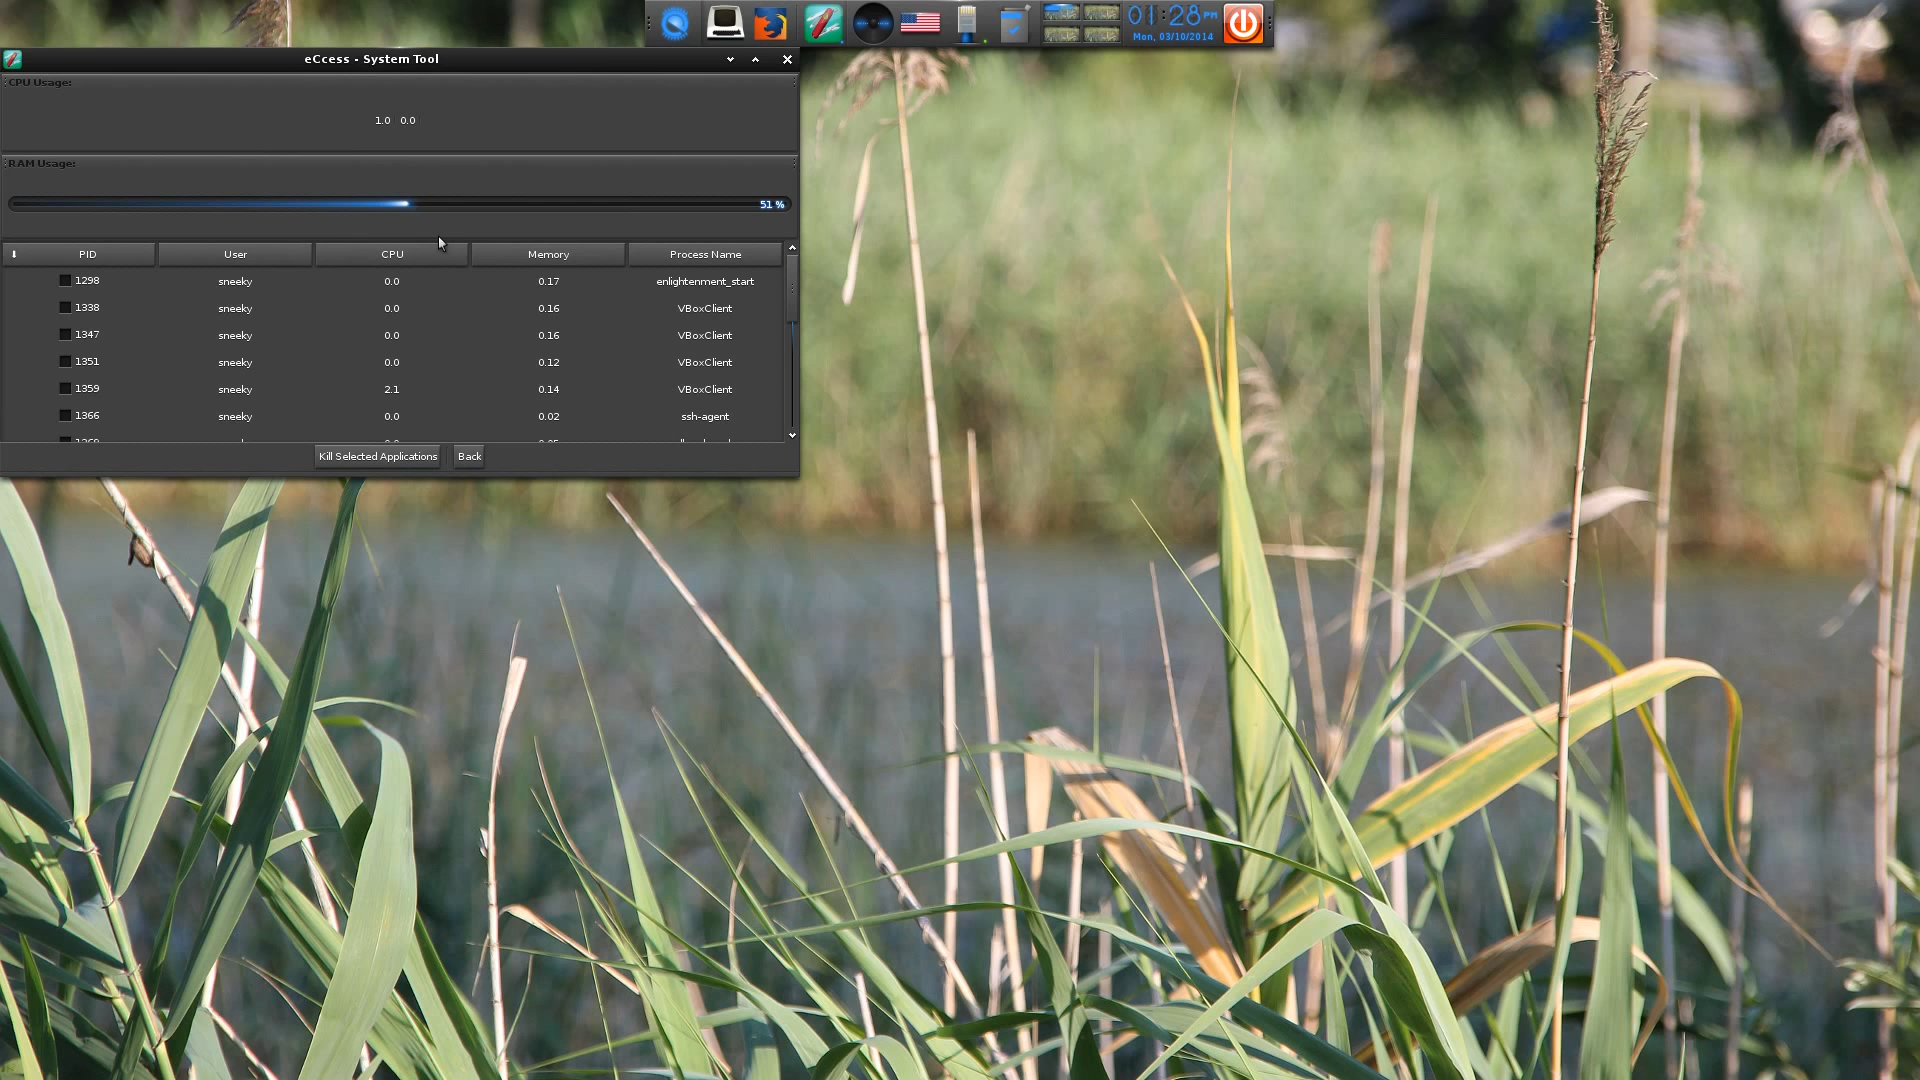 01:28 PM
Mon, 03/10/2014
eCcess - System Tool
CPU Usage:
1.0 0.0
RAM Usage:
51 %
PID User CPU Memory Process Name
1298 sneeky 0.0 0.17 enlightenment_start
1338 sneeky 0.0 0.16 VBoxClient
1347 sneeky 0.0 0.16 VBoxClient
1351 sneeky 0.0 0.12 VBoxClient
1359 sneeky 2.1 0.14 VBoxClient
1366 sneeky 0.0 0.02 ssh-agent
Kill Selected Applications Back